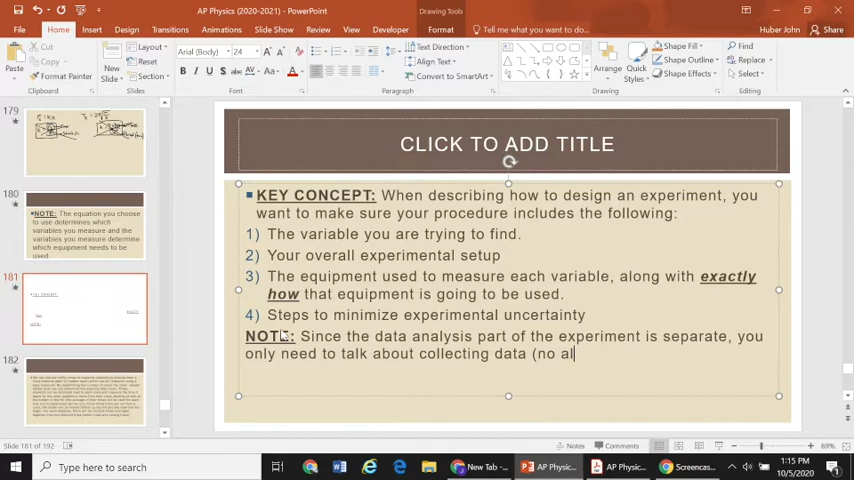 AP Physics (2020-2021) - PowerPoint
Drawing Tools
Huber John
File Home Insert Draw Design Transitions Animations Slide Show Review View Developer Format Tell me what you want to do... Share
Cut
Copy
Format Painter
Paste
Clipboard
New Slide
Layout
Reset
Section
Slides
Arial (Body) 24
B I U S abc AV Aa A
Font
Text Direction
Align Text
Convert to SmartArt
Paragraph
Arrange
Quick Styles
Shape Fill
Shape Outline
Shape Effects
Drawing
Find
Replace
Select
Editing
179
180
NOTE: The equation you choose
to use determines which
variables you measure and the
variables you measure determine
which equipment needs to be
used.
181
KEY CONCEPT:
NOTE:
182
CLICK TO ADD TITLE
KEY CONCEPT: When describing how to design an experiment, you
want to make sure your procedure includes the following:
1) The variable you are trying to find.
2) Your overall experimental setup
3) The equipment used to measure each variable, along with exactly
how that equipment is going to be used.
4) Steps to minimize experimental uncertainty
NOTE: Since the data analysis part of the experiment is separate, you
only need to talk about collecting data (no al
Slide 181 of 192
Notes Comments 69%
Type here to search
New Tab -
AP Physic...
AP Physic...
Screencas...
1:15 PM
10/5/2020